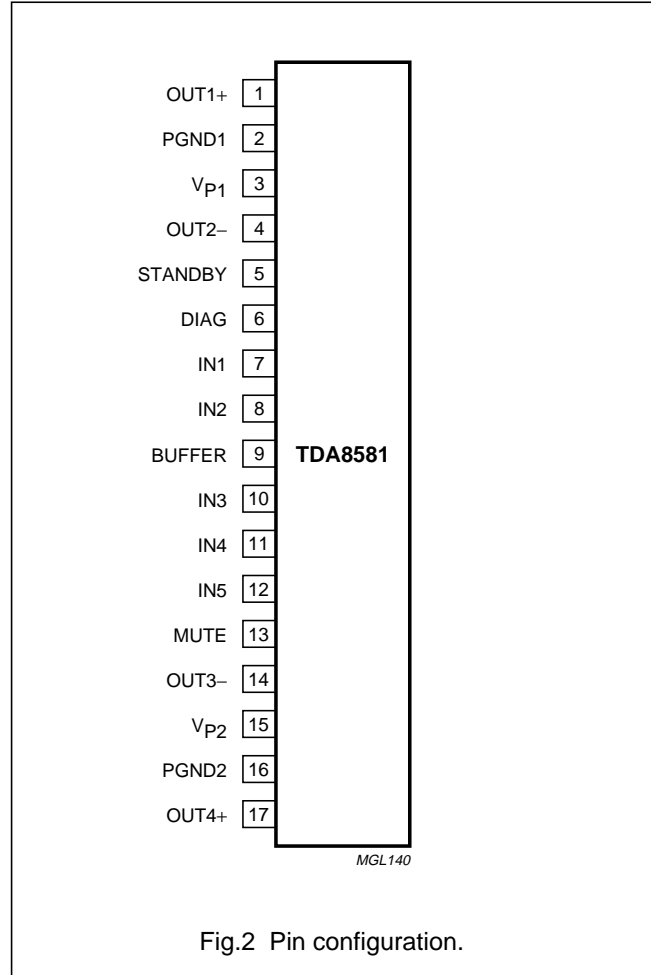 OUT1+ 1
PGND1 2
VP1 3
OUT2− 4
STANDBY 5
DIAG 6
IN1 7
IN2 8
BUFFER 9 TDA8581
IN3 10
IN4 11
IN5 12
MUTE 13
OUT3− 14
VP2 15
PGND2 16
OUT4+ 17
MGL140
Fig.2 Pin configuration.